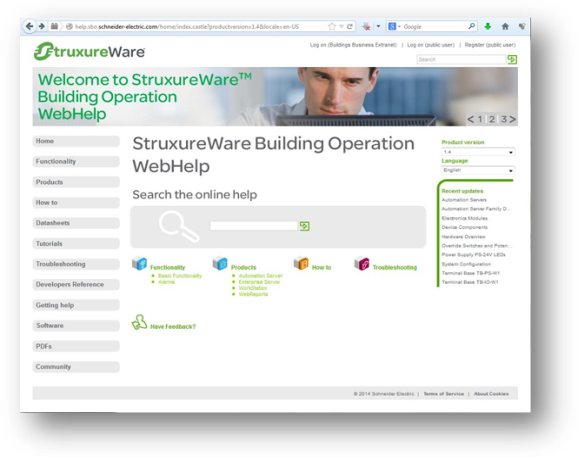 help.sbo.schneider-electric.com/home/index.castle?productversion=1.4&locale=en-US
Google
StruxureWare
Log on (Buildings Business Extranet) | Log on (public user) | Register (public user)
Search
Welcome to StruxureWare™
Building Operation
WebHelp
< 1 2 3 >
Home
Functionality
Products
How to
Datasheets
Tutorials
Troubleshooting
Developers Reference
Getting help
Software
PDFs
Community
StruxureWare Building Operation
WebHelp
Search the online help
Functionality
Basic Functionality
Alarms
Products
Automation Server
Enterprise Server
WorkStation
WebReports
How to
Troubleshooting
Have Feedback?
Product version
1.4
Language
English
Recent updates
Automation Servers
Automation Server Family D...
Electronics Modules
Device Components
Hardware Overview
Override Switches and Poten...
Power Supply PS-24V LEDs
System Configuration
Terminal Base TB-PS-W1
Terminal Base TB-IO-W1
© 2014 Schneider Electric | Terms of Service | About Cookies